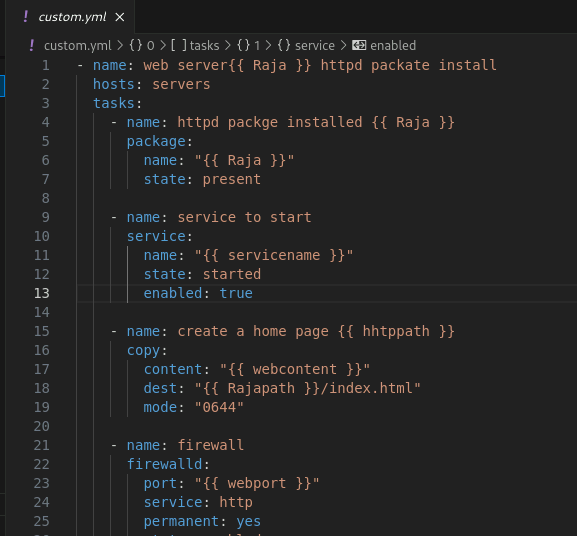 ! custom.yml ×
! custom.yml > {} 0 > [ ] tasks > {} 1 > {} service > enabled
1 - name: web server{{ Raja }} httpd packate install
2 hosts: servers
3 tasks:
4 - name: httpd packge installed {{ Raja }}
5 package:
6 name: "{{ Raja }}"
7 state: present
8
9 - name: service to start
10 service:
11 name: "{{ servicename }}"
12 state: started
13 enabled: true
14
15 - name: create a home page {{ hhtppath }}
16 copy:
17 content: "{{ webcontent }}"
18 dest: "{{ Rajapath }}/index.html"
19 mode: "0644"
20
21 - name: firewall
22 firewalld:
23 port: "{{ webport }}"
24 service: http
25 permanent: yes